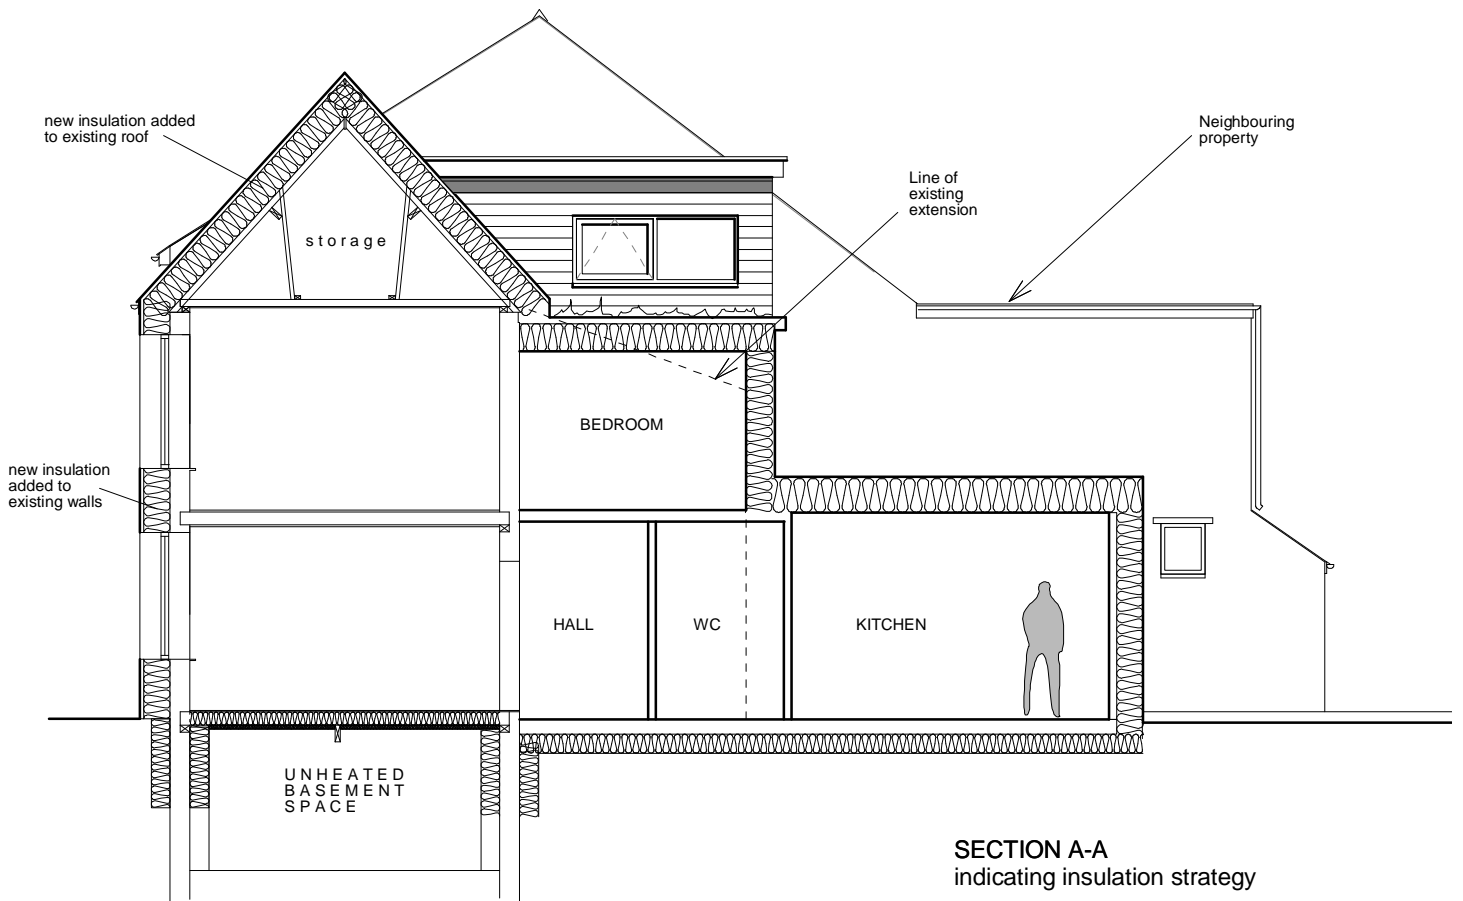 new insulation added
to existing roof
Neighbouring
property
Line of
existing
extension
storage
BEDROOM
new insulation
added to
existing walls
HALL
WC
KITCHEN
UNHEATED
BASEMENT
SPACE
SECTION A-A
indicating insulation strategy